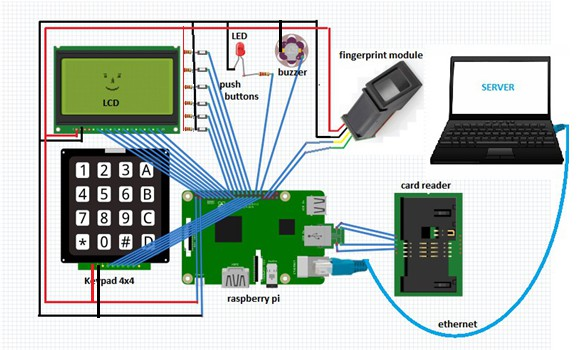 LED
fingerprint module
buzzer
SERVER
push
buttons
LCD
1 2 3 A
4 5 6 B
7 8 9 C
* 0 # D
Keypad 4x4
card reader
raspberry pi
ethernet